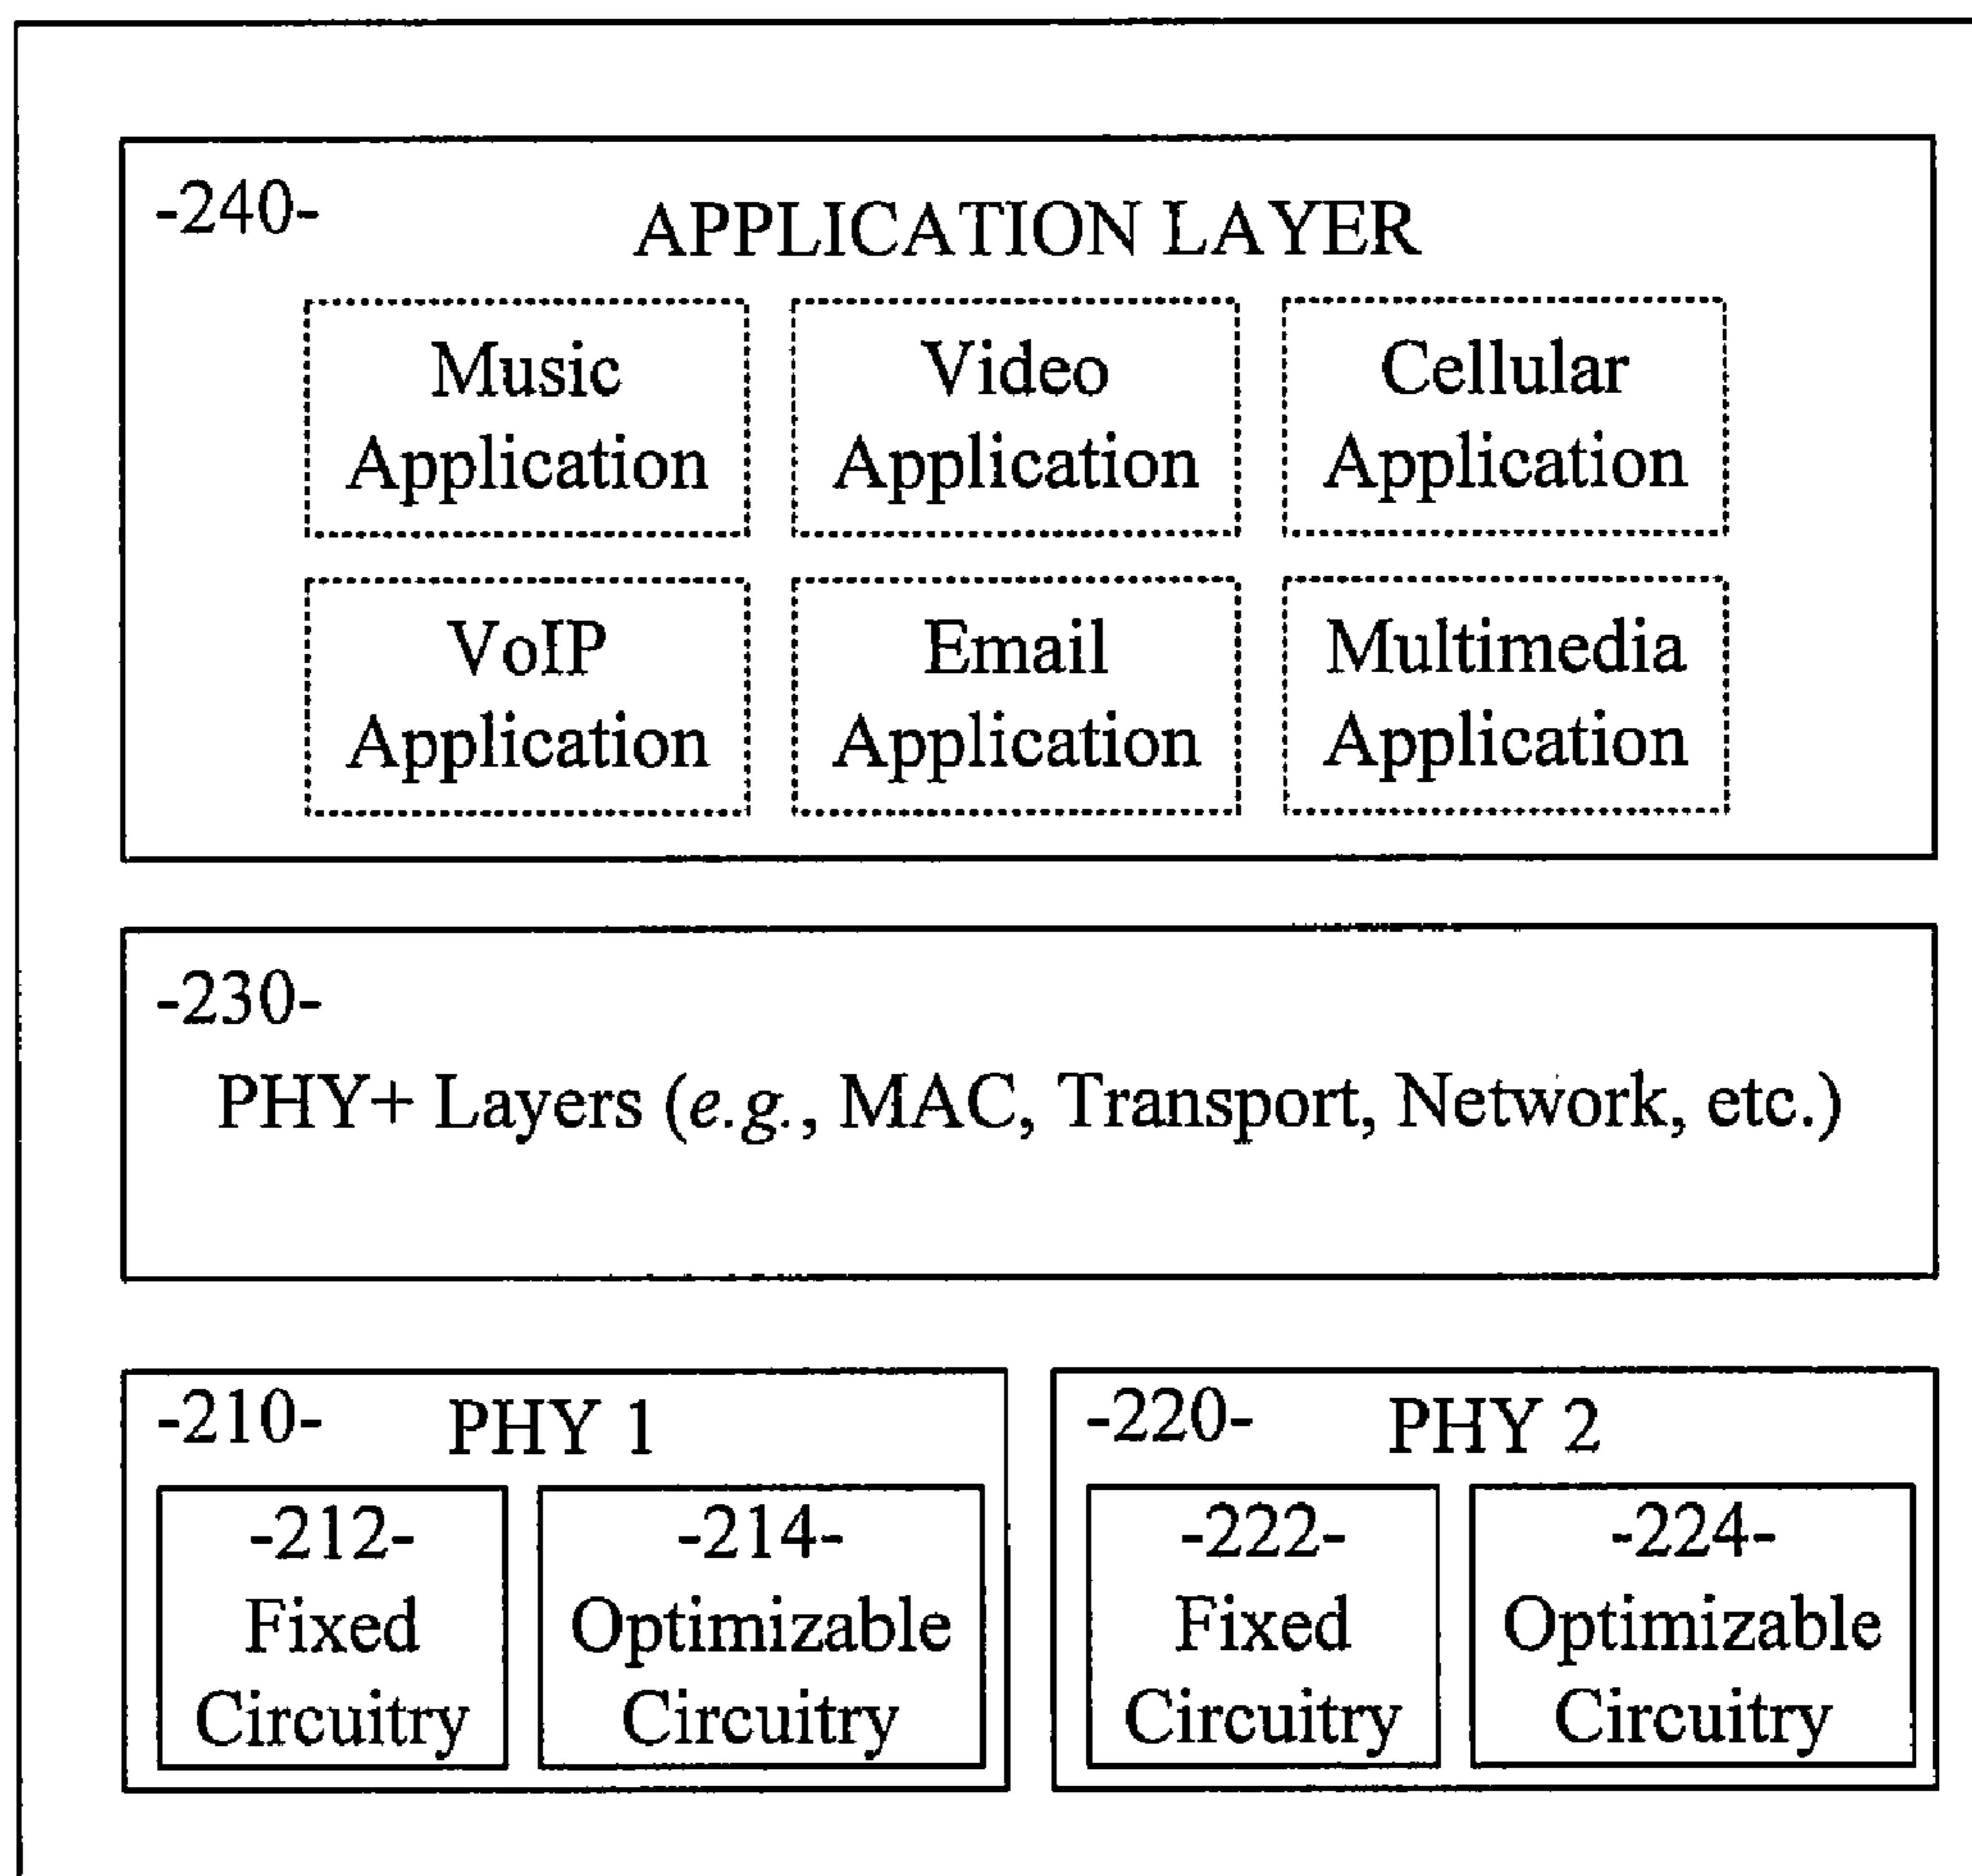 -240-
APPLICATION LAYER
Music
Application
Video
Application
Cellular
Application
VoIP
Application
Email
Application
Multimedia
Application
-230-
PHY+ Layers (e.g., MAC, Transport, Network, etc.)
-210-
PHY 1
-212-
Fixed
Circuitry
-214-
Optimizable
Circuitry
-220-
PHY 2
-222-
Fixed
Circuitry
-224-
Optimizable
Circuitry